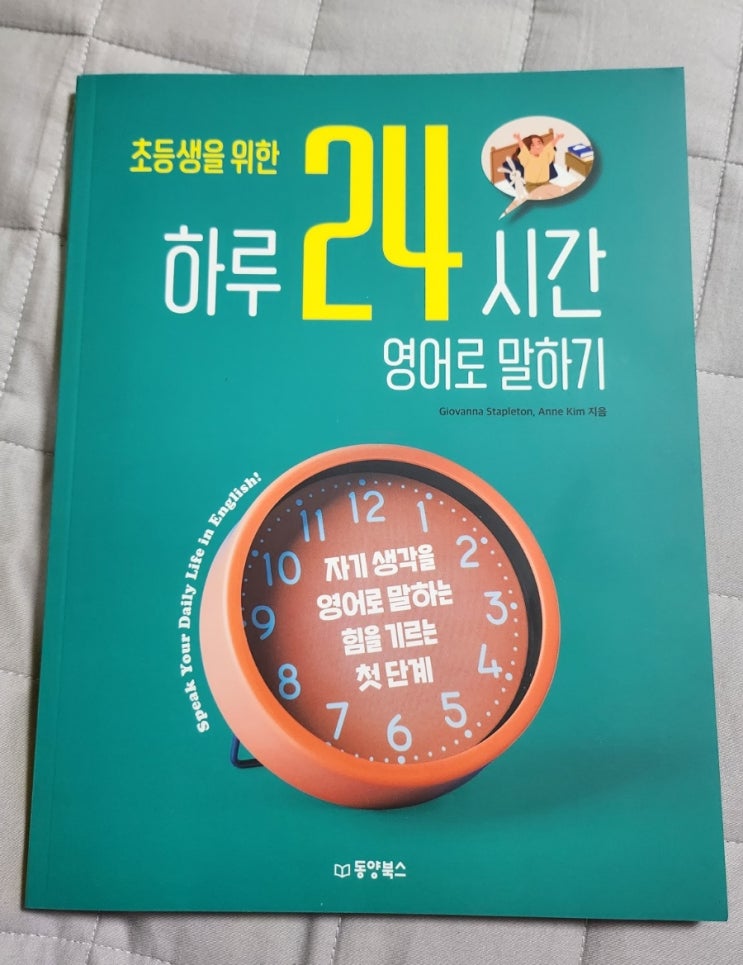 초등생을 위한
하루 24 시간
영어로 말하기
Giovanna Stapleton, Anne Kim 지음
Speak Your Daily Life in English!
12
1
2
3
4
5
6
7
8
9
10
11
자기 생각을
영어로 말하는
힘을 기르는
첫 단계
동양북스